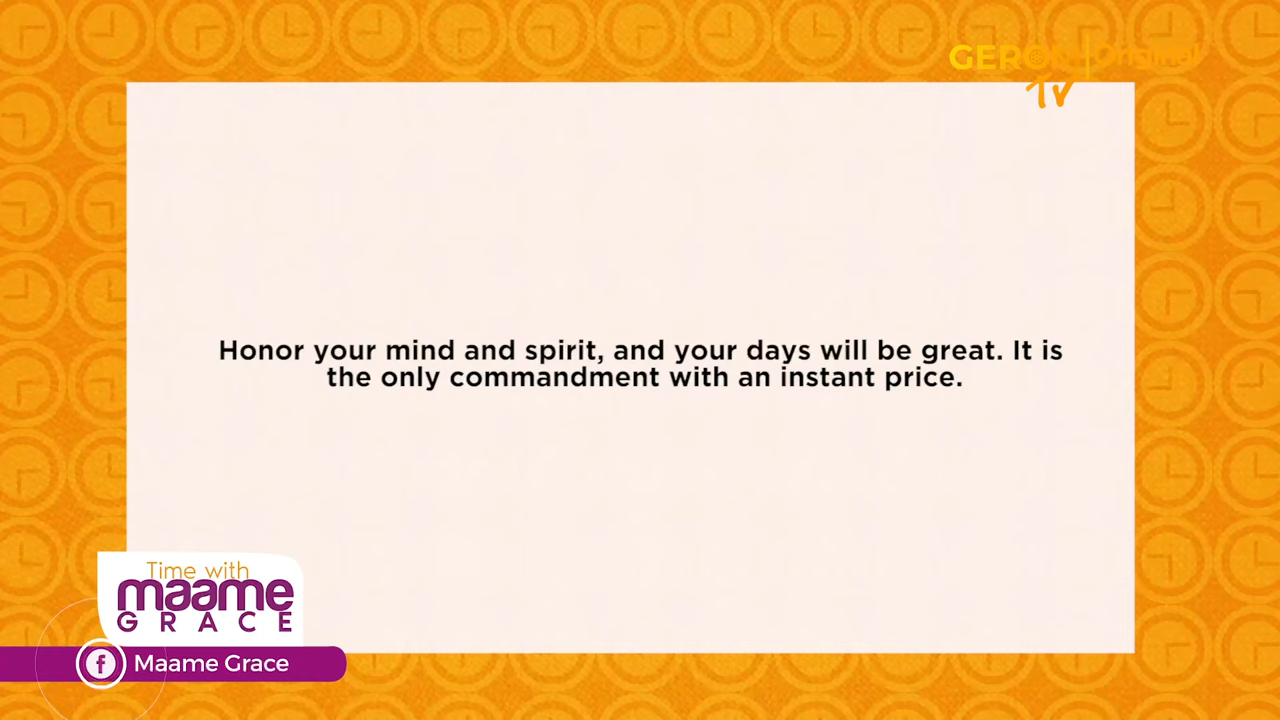 Original
TV
Honor your mind and spirit, and your days will be great. It is
the only commandment with an instant price.
Time with
maame
GRACE
f Maame Grace